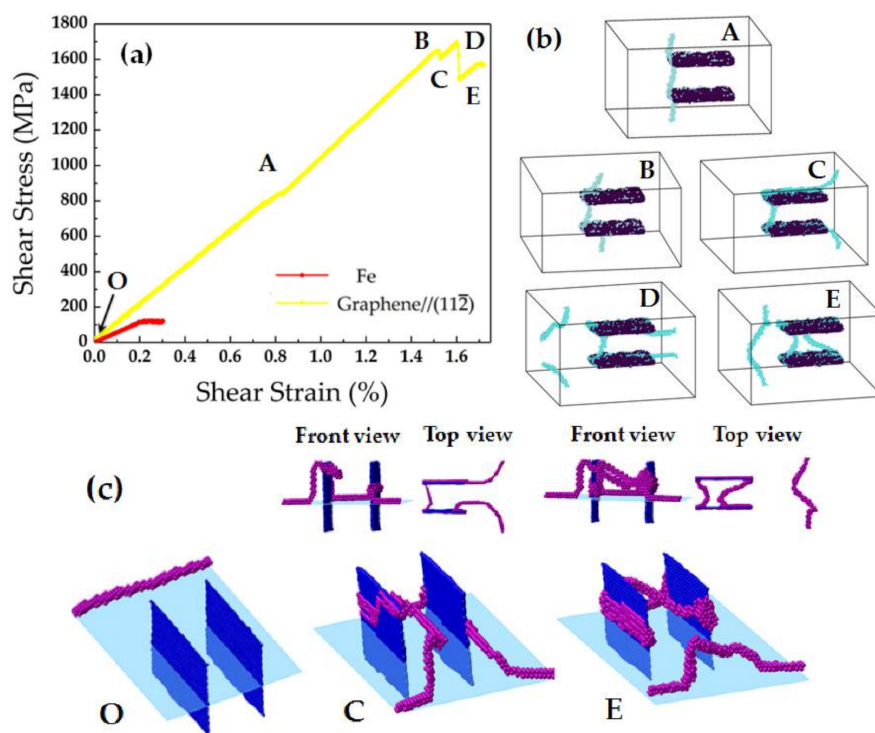 (a)
1800
1600
1400
1200
1000
800
600
400
200
0
Shear Stress (MPa)
0.0 0.2 0.4 0.6 0.8 1.0 1.2 1.4 1.6 1.8
Shear Strain (%)
O
A
B
C
D
E
Fe
Graphene//(112̄)
(b)
A
B
C
D
E
(c)
Front view Top view
Front view Top view
O
C
E